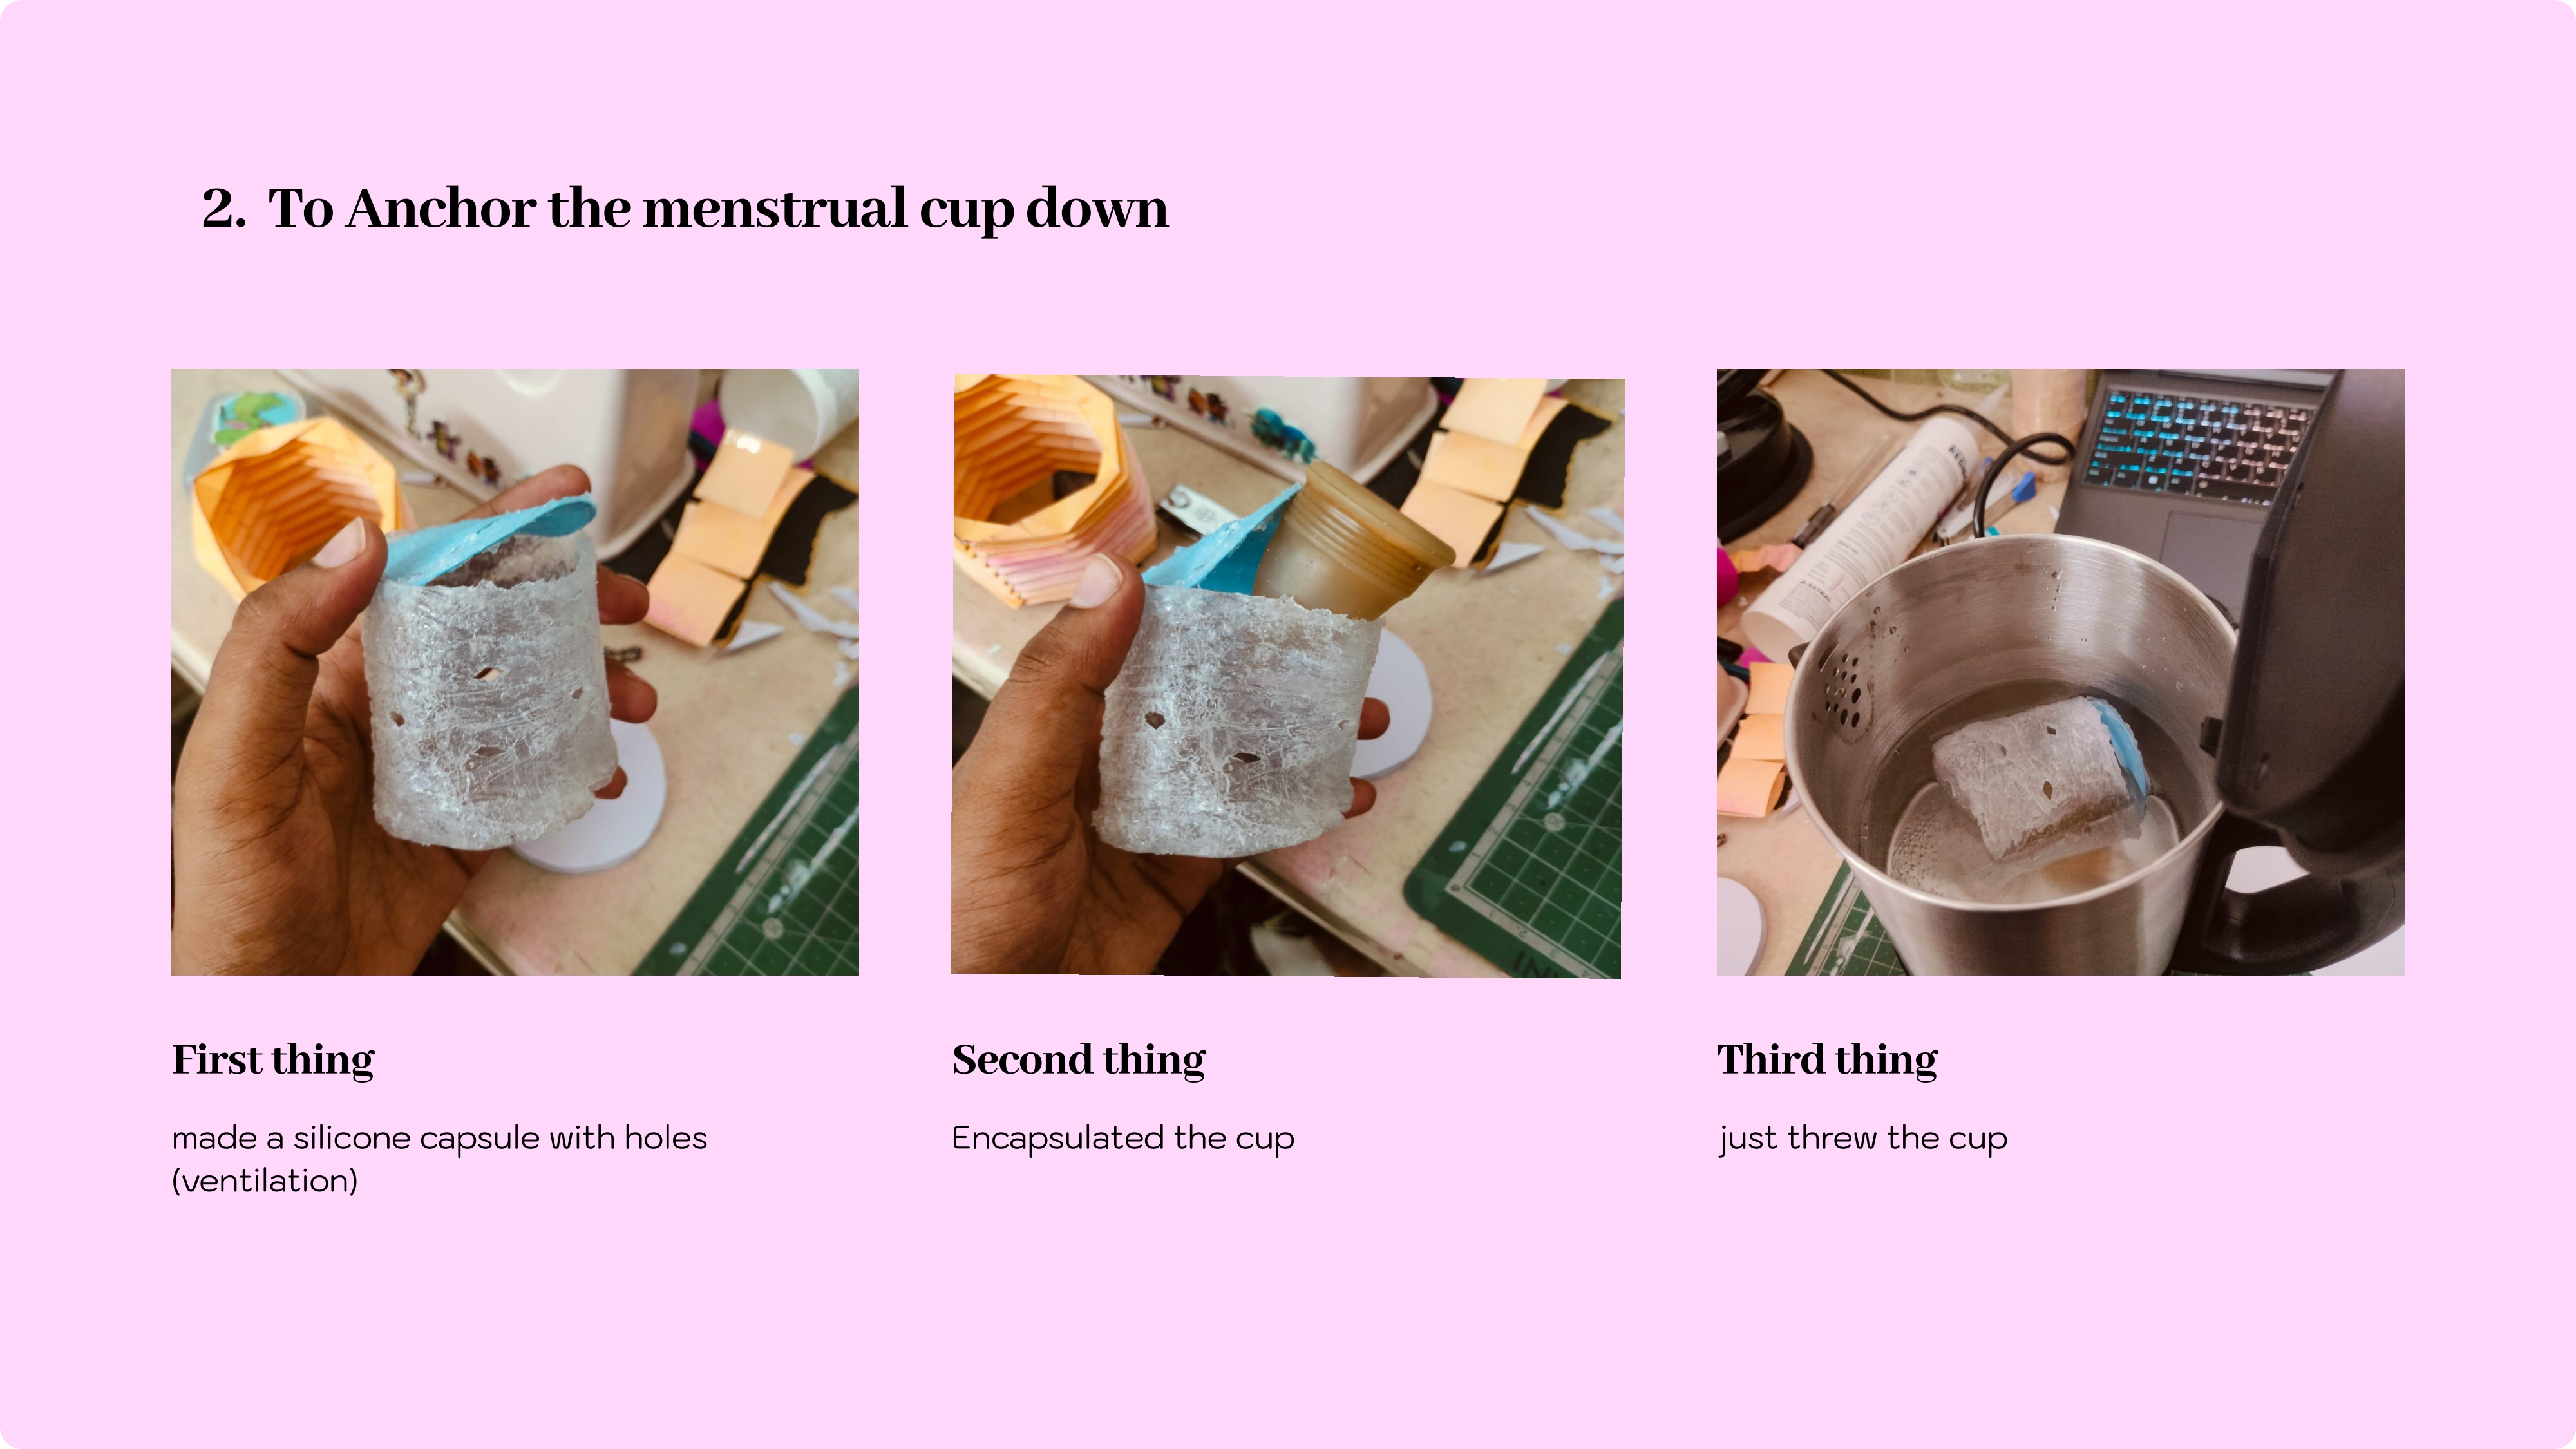 2. To Anchor the menstrual cup down
First thing
made a silicone capsule with holes
(ventilation)
Second thing
Encapsulated the cup
Third thing
just threw the cup